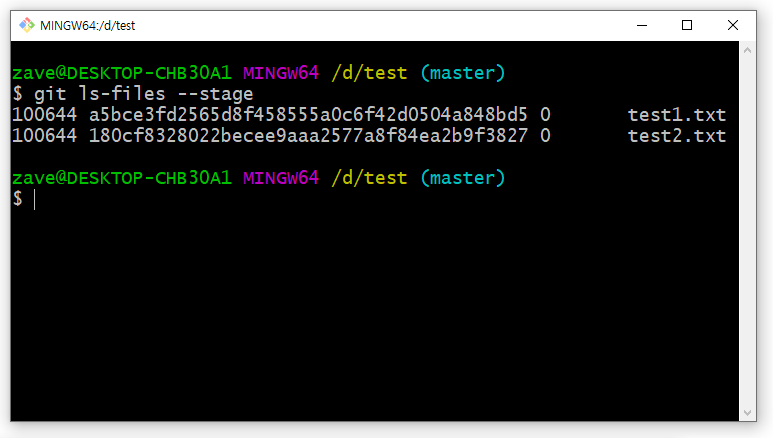 MINGW64:/d/test
zave@DESKTOP-CHB30A1 MINGW64 /d/test (master)
$ git ls-files --stage
100644 a5bce3fd2565d8f458555a0c6f42d0504a848bd5 0 test1.txt
100644 180cf8328022becee9aaa2577a8f84ea2b9f3827 0 test2.txt
zave@DESKTOP-CHB30A1 MINGW64 /d/test (master)
$